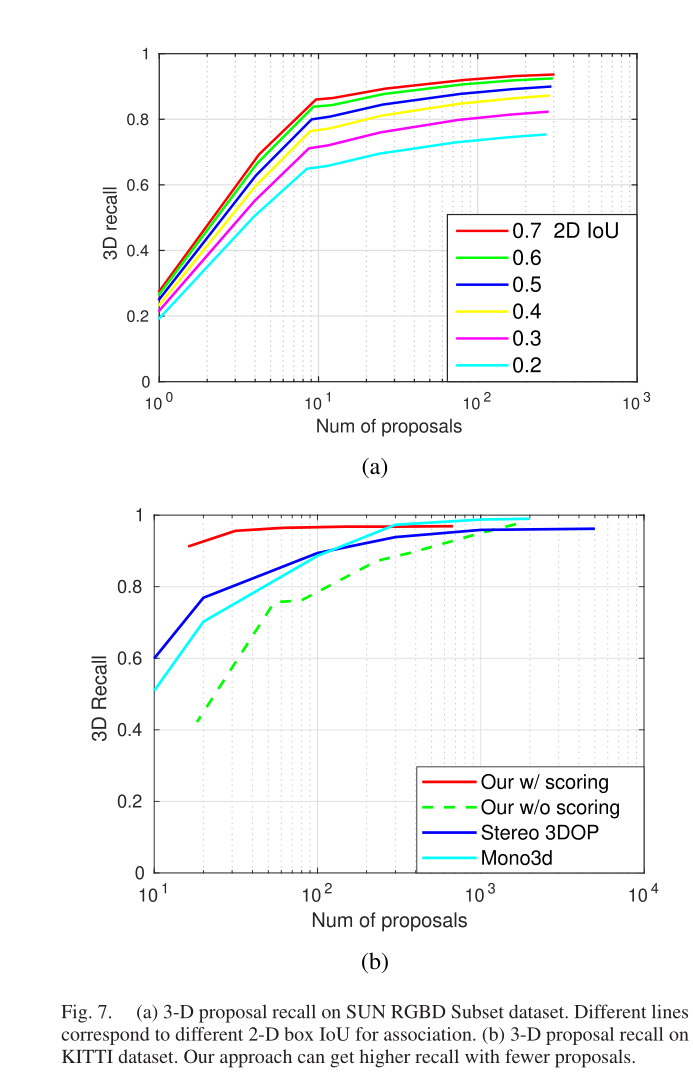 1
0.8
0.6
0.4
0.2
0
3D recall
0.7 2D IoU
0.6
0.5
0.4
0.3
0.2
10^0 10^1 10^2 10^3
Num of proposals
(a)
1
0.8
0.6
0.4
0.2
0
3D Recall
Our w/ scoring
Our w/o scoring
Stereo 3DOP
Mono3d
10^1 10^2 10^3 10^4
Num of proposals
(b)
Fig. 7. (a) 3-D proposal recall on SUN RGBD Subset dataset. Different lines
correspond to different 2-D box IoU for association. (b) 3-D proposal recall on
KITTI dataset. Our approach can get higher recall with fewer proposals.